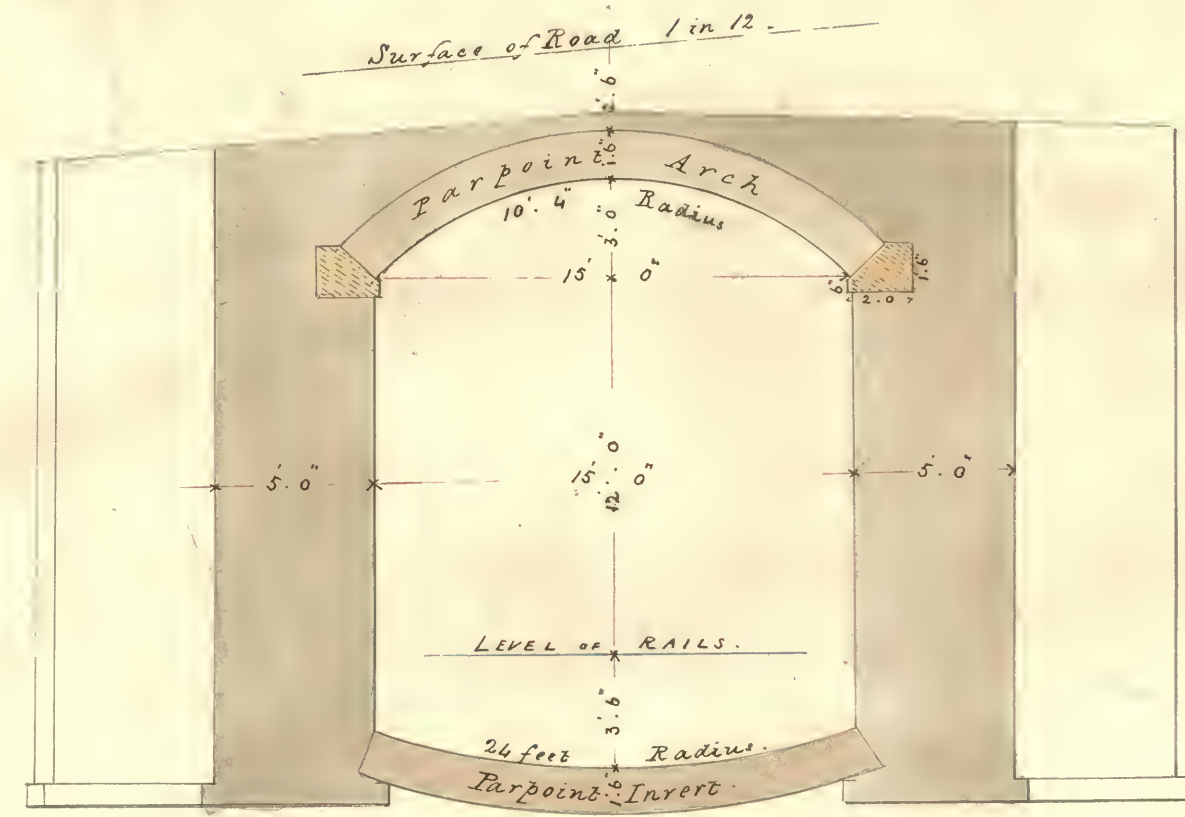 Surface of Road 1 in 12.
2'. 6"
1'. 6"
Parpoint Arch
10'. 4" Radius
3'. 0"
15' 0"
6"
1'. 6"
2.0
5'. 0"
15' 0"
12'. 0"
5'. 0"
LEVEL OF RAILS.
3'. 6"
24 feet Radius.
Parpoint Invert.
1'. 6"